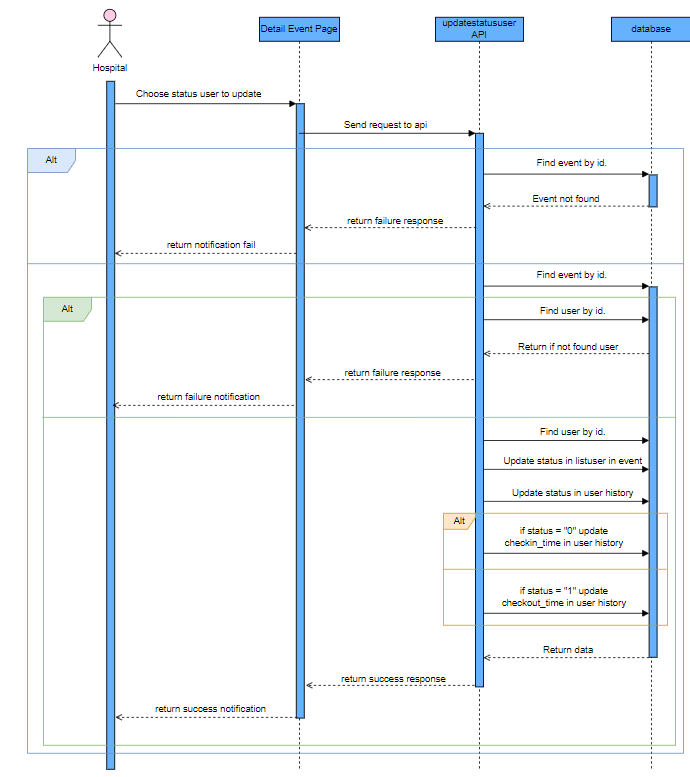 Detail Event Page
updatestatususer
API
database
Hospital
Choose status user to update
Send request to api
Alt
Find event by id.
Event not found
return failure response
return notification fail
Find event by id.
Alt
Find user by id.
Return if not found user
return failure response
return failure notification
Find user by id.
Update status in listuser in event
Update status in user history
Alt
if status = "0" update
checkin_time in user history
if status = "1" update
checkout_time in user history
Return data
return success response
return success notification